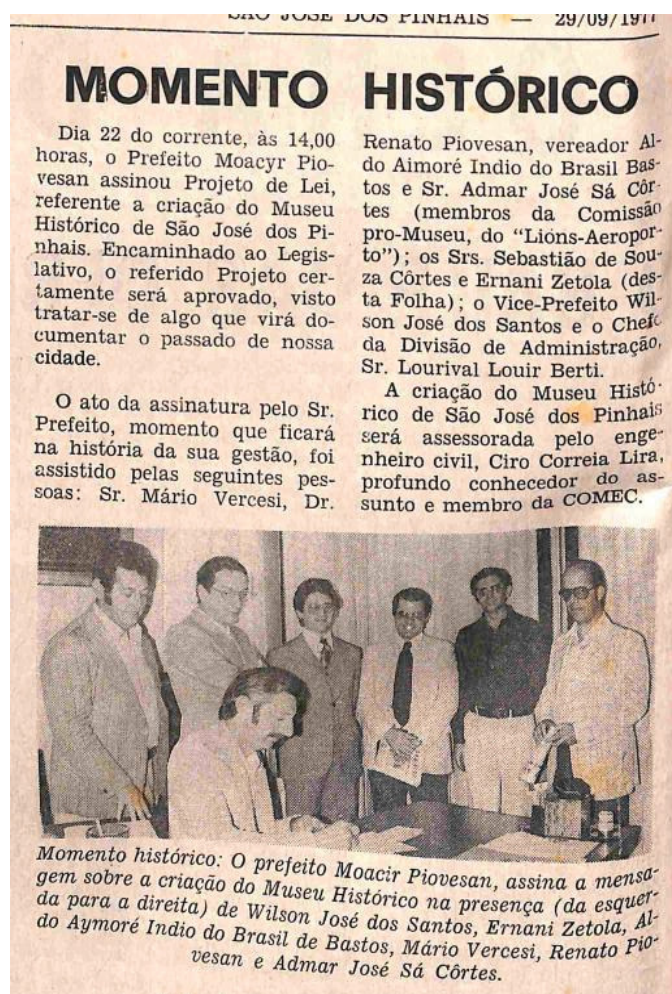 SÃO JOSÉ DOS PINHAIS — 29/09/1977
MOMENTO HISTÓRICO
Dia 22 do corrente, às 14,00
horas, o Prefeito Moacyr Pio-
vesan assinou Projeto de Lei,
referente a criação do Museu
Histórico de São José dos Pi-
nhais. Encaminhado ao Legis-
lativo, o referido Projeto cer-
tamente será aprovado, visto
tratar-se de algo que virá do-
cumentar o passado de nossa
cidade.
O ato da assinatura pelo Sr.
Prefeito, momento que ficará
na história da sua gestão, foi
assistido pelas seguintes pes-
soas: Sr. Mário Vercesi, Dr.
Renato Piovesan, vereador Al-
do Aimoré Indio do Brasil Bas-
tos e Sr. Admar José Sá Côr-
tes (membros da Comissão
pro-Museu, do "Lións-Aeropor-
to"); os Srs. Sebastião de Sou-
za Côrtes e Ernani Zetola (des-
ta Folha); o Vice-Prefeito Wil-
son José dos Santos e o Chefe
da Divisão de Administração,
Sr. Lourival Louir Berti.
A criação do Museu Histó-
rico de São José dos Pinhais
será assessorada pelo enge-
nheiro civil, Ciro Correia Lira,
profundo conhecedor do as-
sunto e membro da COMEC.
Momento histórico: O prefeito Moacir Piovesan, assina a mensa-
gem sobre a criação do Museu Histórico na presença (da esquer-
da para a direita) de Wilson José dos Santos, Ernani Zetola, Al-
do Aymoré Indio do Brasil de Bastos, Mário Vercesi, Renato Pio-
vesan e Admar José Sá Côrtes.